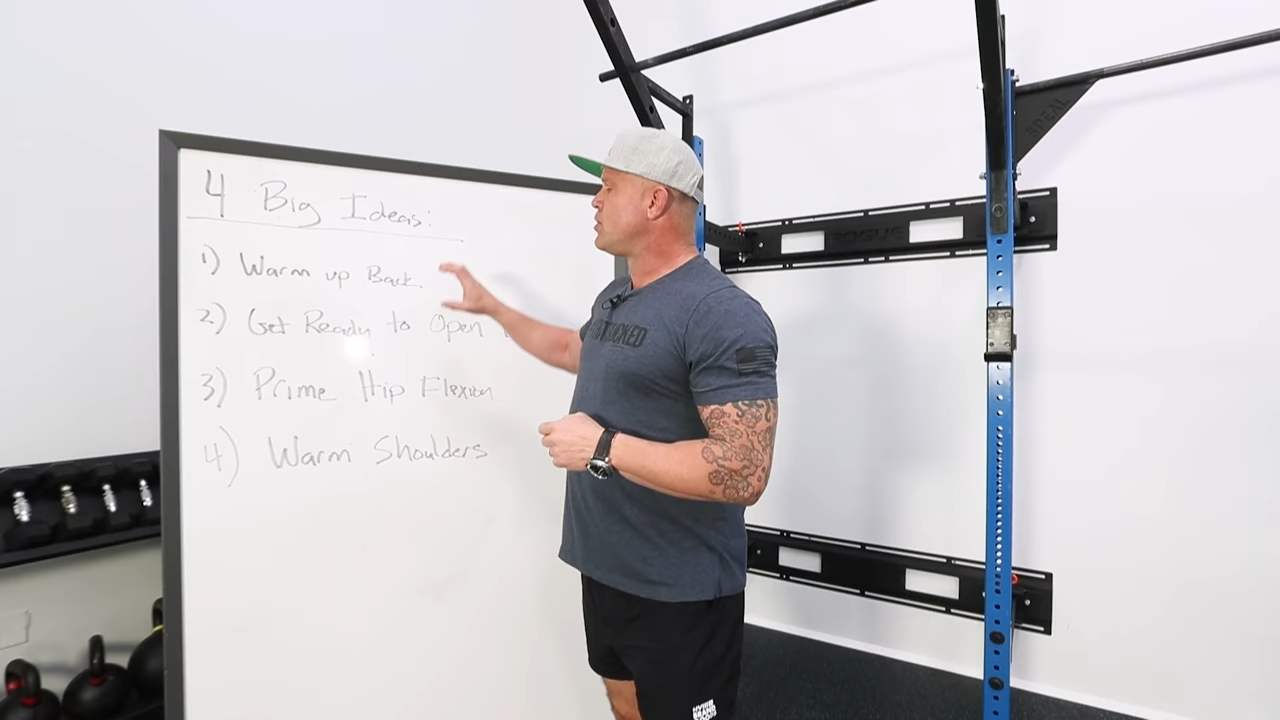 4 Big Ideas:
1) Warm up Back
2) Get Ready to Open
3) Prime Hip Flexion
4) Warm Shoulders
ROGUE